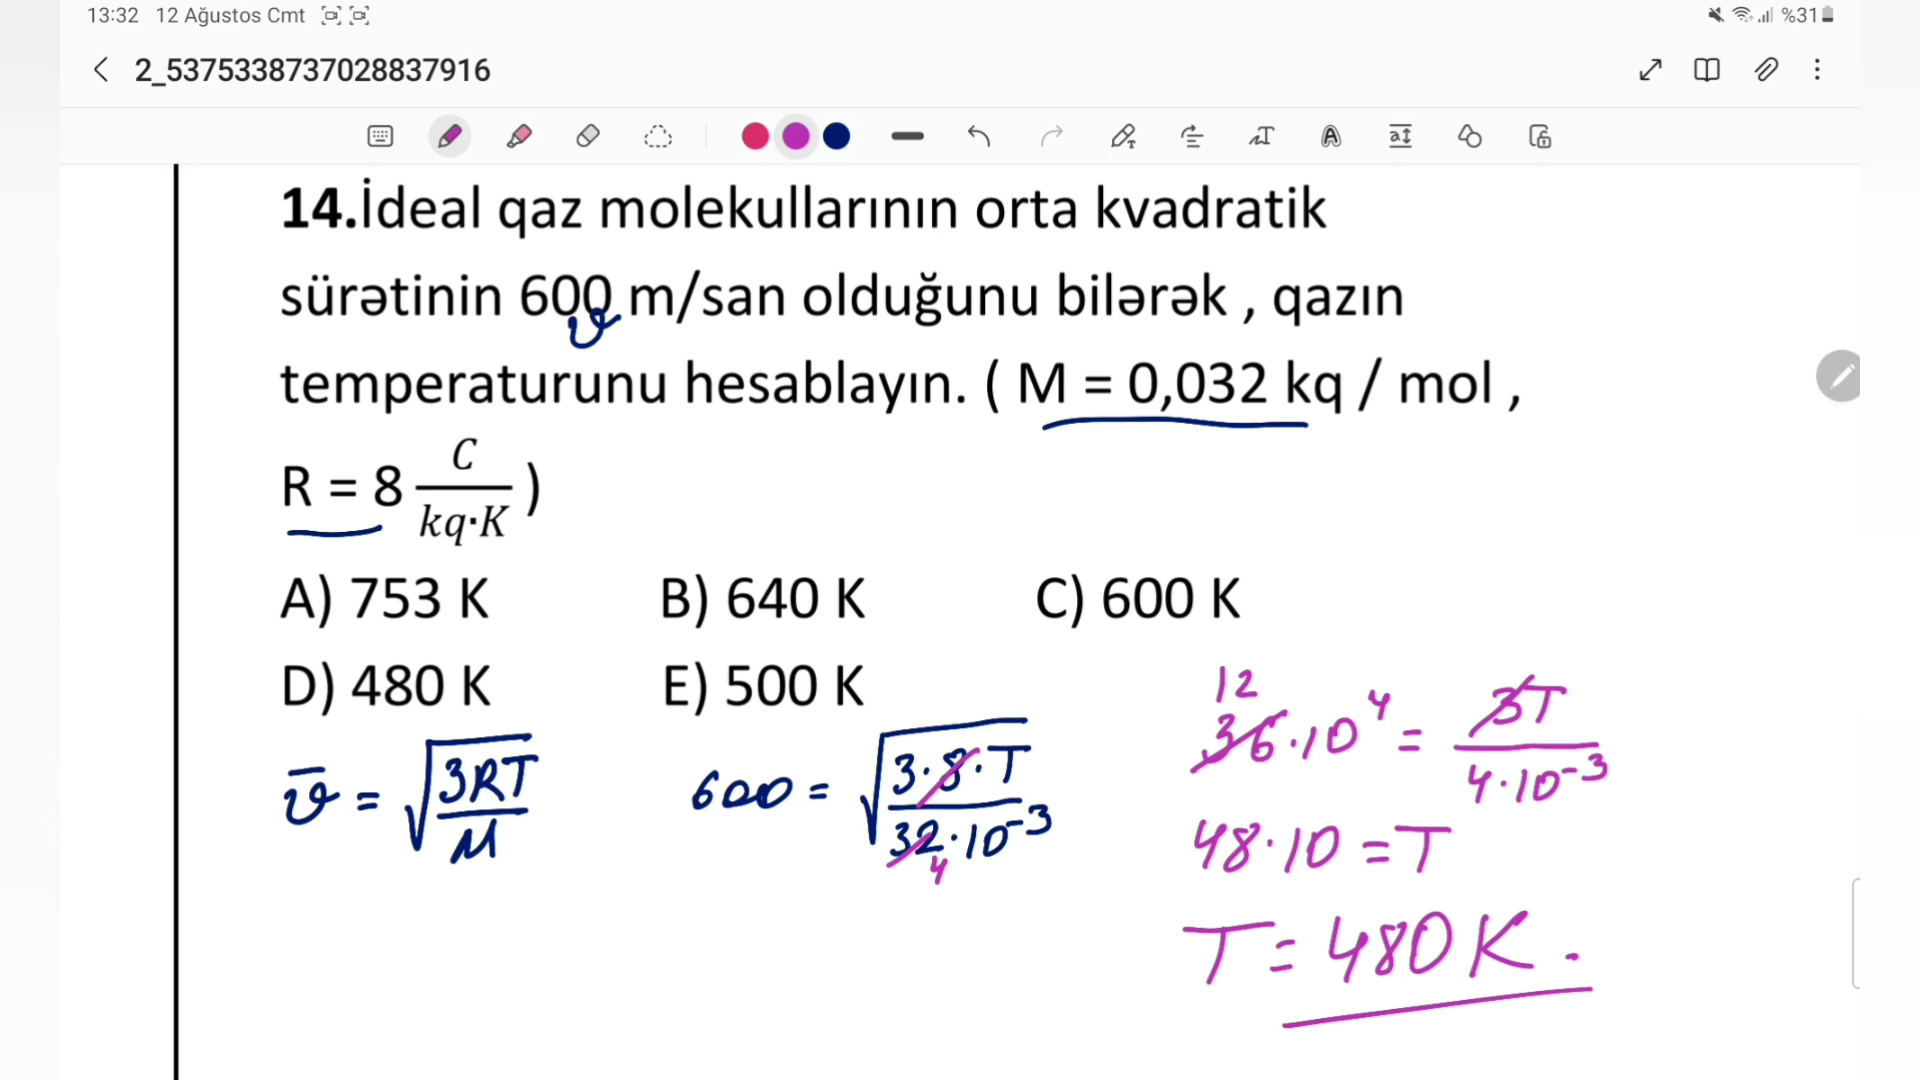 13:32 12 Ağustos Cmt %31
2_5375338737028837916
14.İdeal qaz molekullarının orta kvadratik
sürətinin 600 m/san olduğunu bilərək , qazın
ϑ
temperaturunu hesablayın. ( M = 0,032 kq / mol ,
R = 8 C/kq·K )
A) 753 K B) 640 K C) 600 K
D) 480 K E) 500 K
ϑ̅ = √(3RT/M)
600 = √(3·8·T/32·10⁻³)
4
12
36·10⁴ = 3T/4·10⁻³
48·10 = T
T = 480 K.